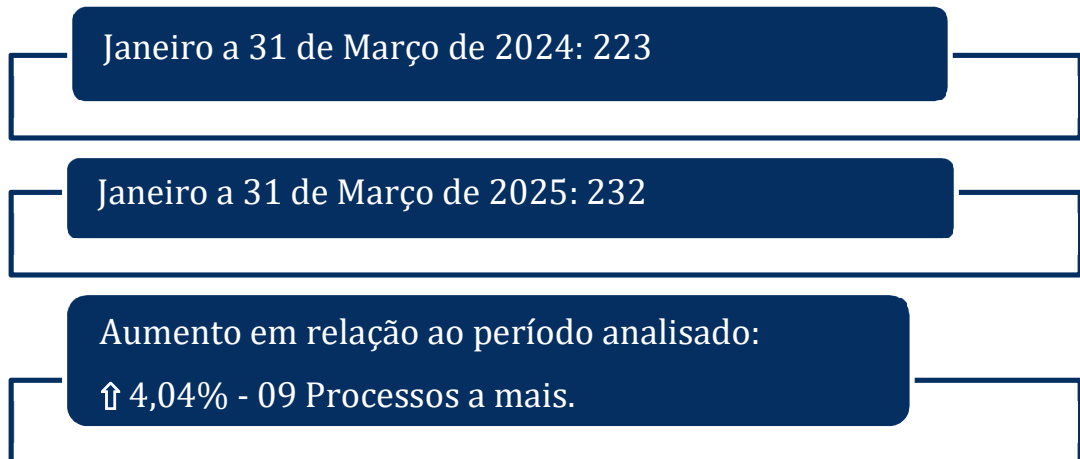 Janeiro a 31 de Março de 2024: 223
Janeiro a 31 de Março de 2025: 232
Aumento em relação ao período analisado:
⇧ 4,04% - 09 Processos a mais.